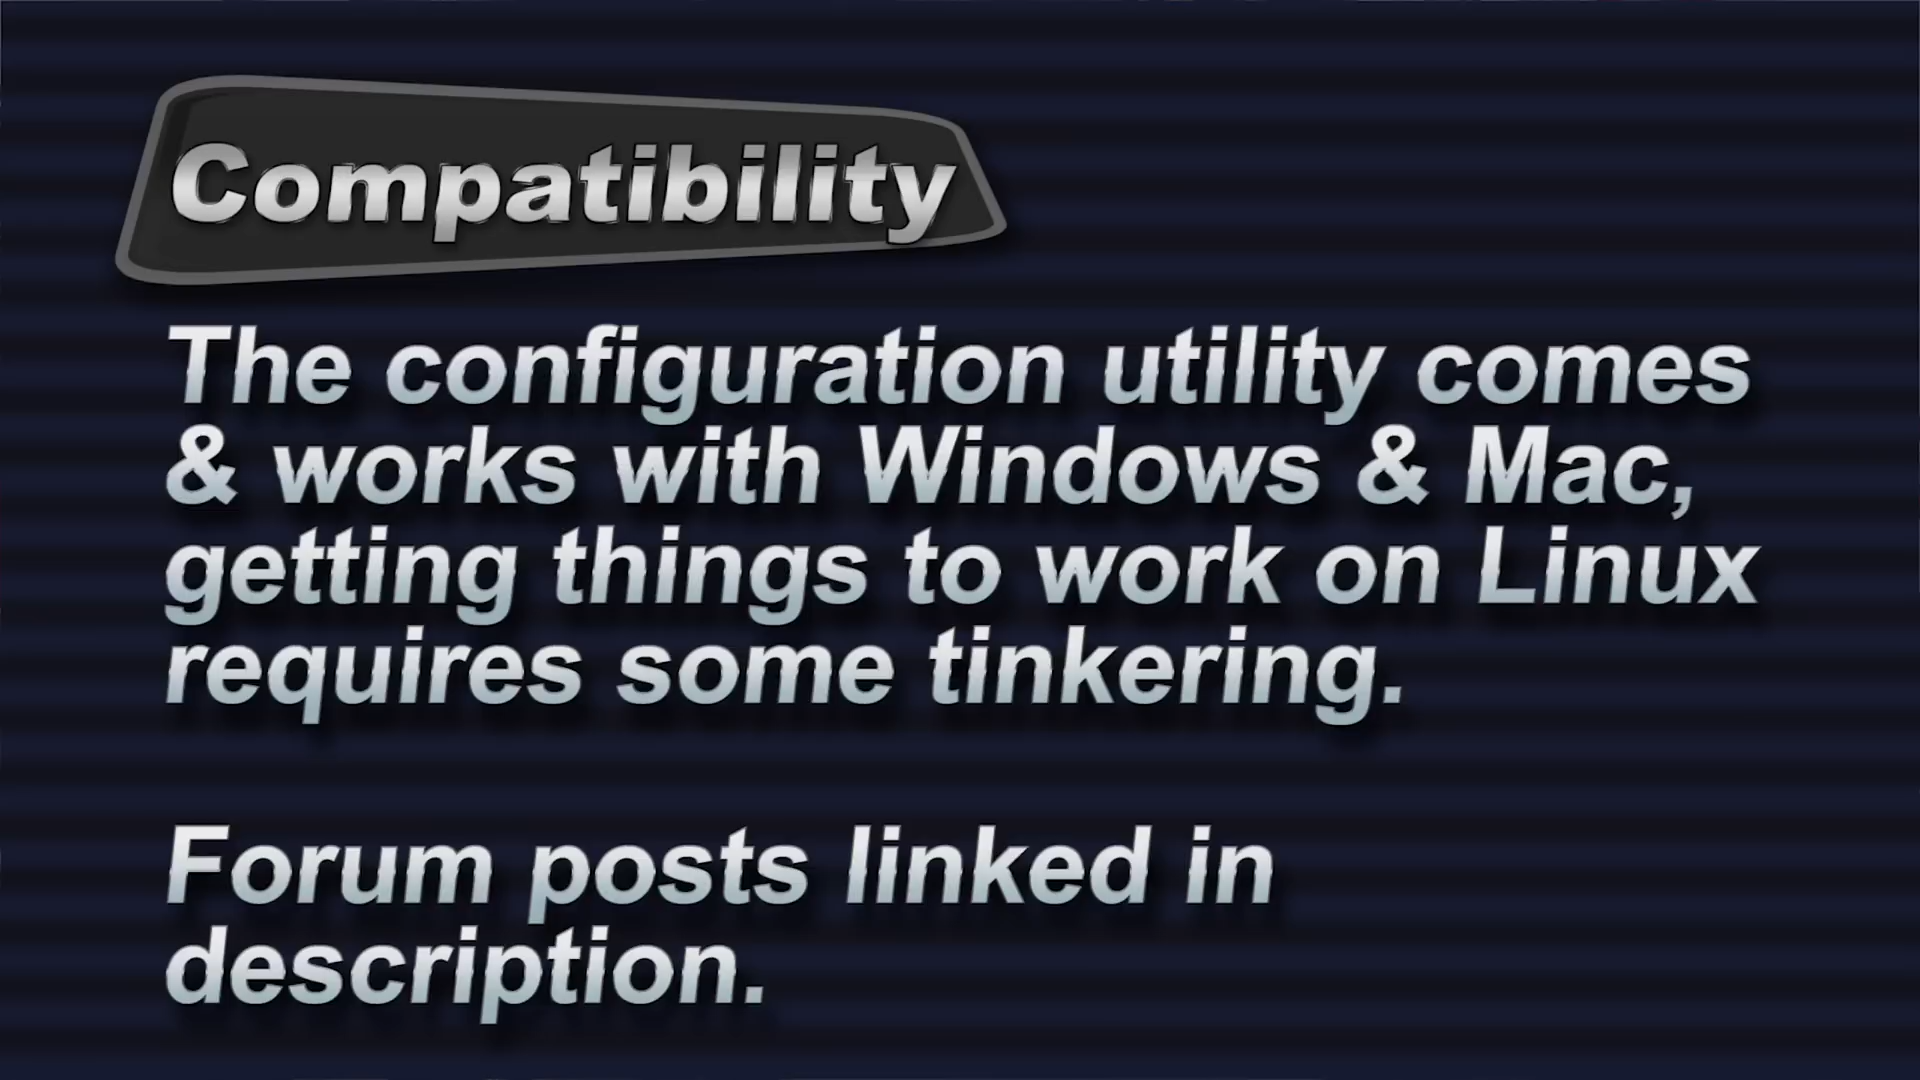 Compatibility
The configuration utility comes
& works with Windows & Mac,
getting things to work on Linux
requires some tinkering.
Forum posts linked in
description.